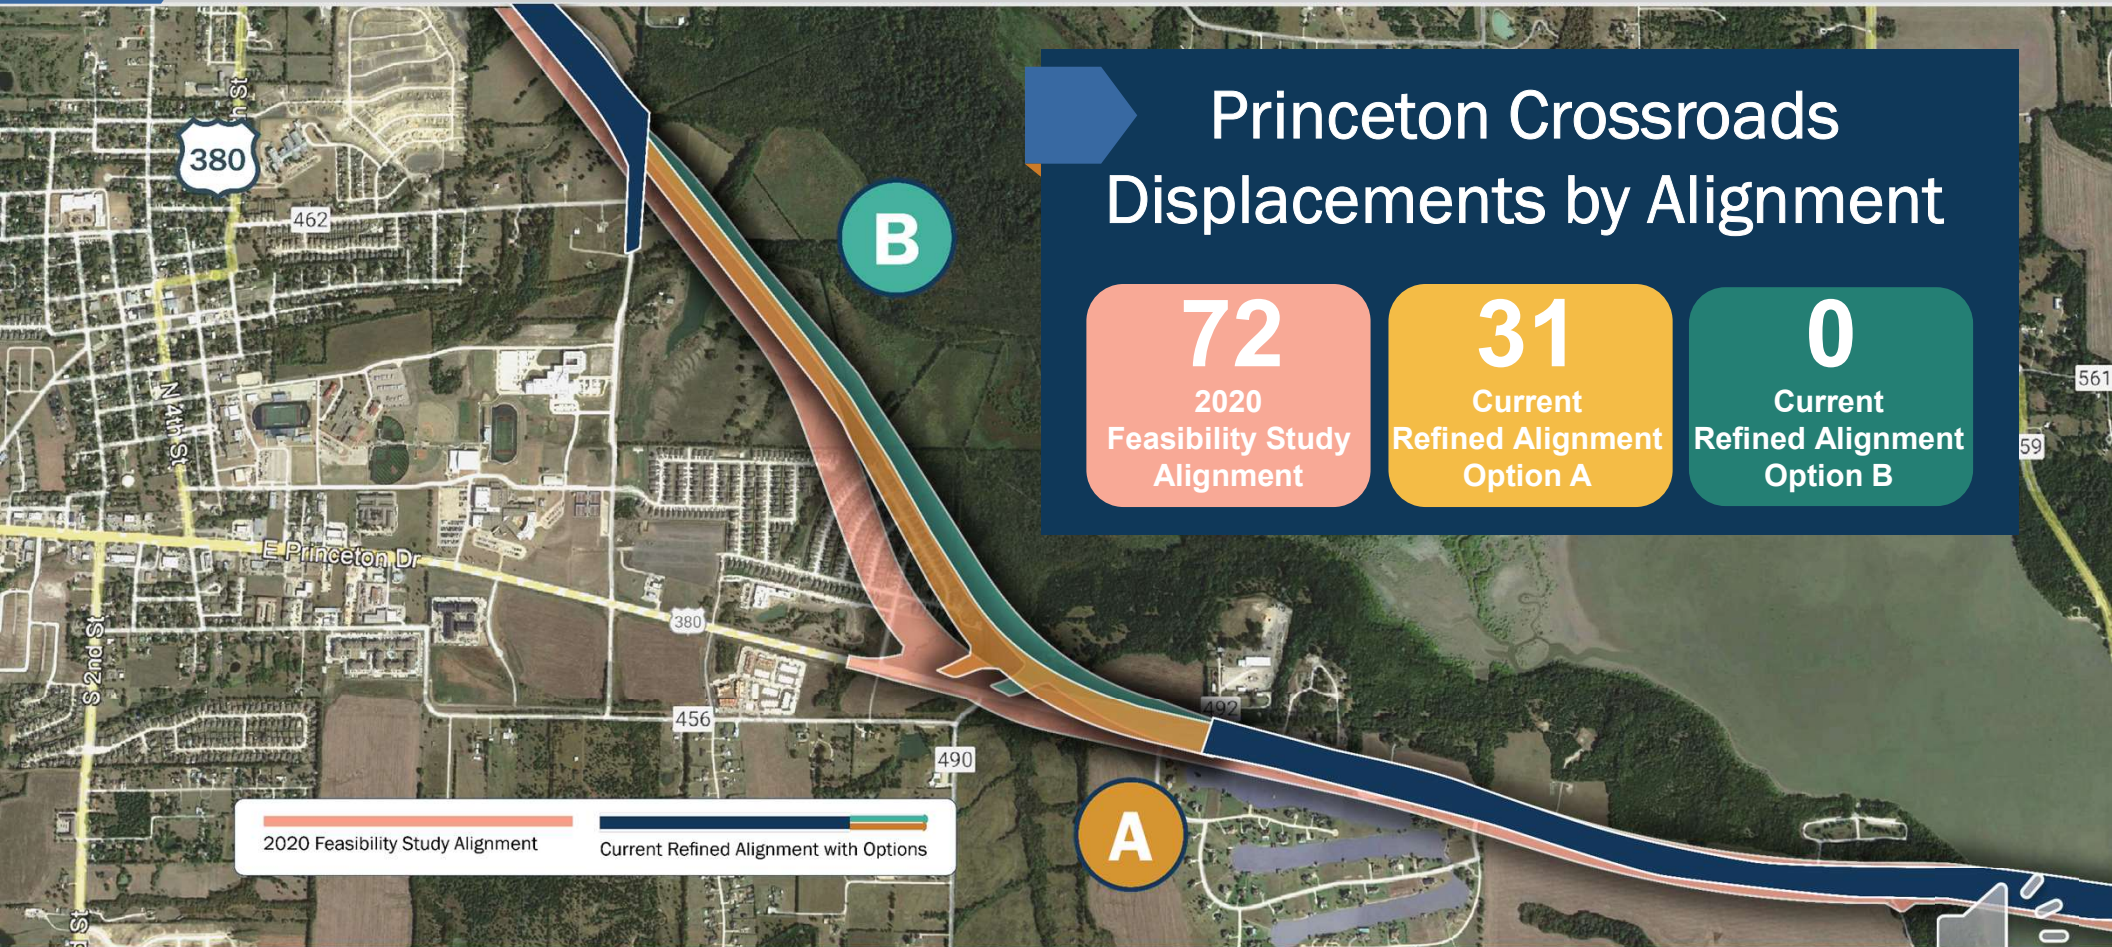 Princeton Crossroads
Displacements by Alignment
72
2020
Feasibility Study
Alignment
31
Current
Refined Alignment
Option A
0
Current
Refined Alignment
Option B
B
A
380
462
N 4th St
E Princeton Dr
380
S 2nd St
456
490
492
561
59
St
2020 Feasibility Study Alignment
Current Refined Alignment with Options